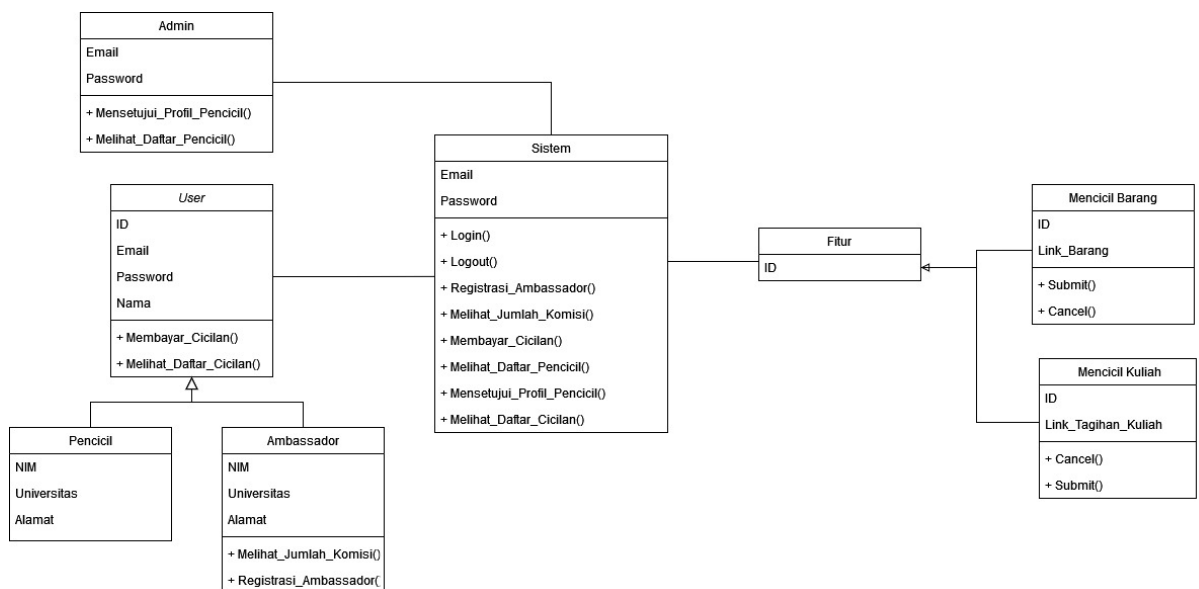 Admin
Email
Password
+ Mensetujui_Profil_Pencicil()
+ Melihat_Daftar_Pencicil()
User
ID
Email
Password
Nama
+ Membayar_Cicilan()
+ Melihat_Daftar_Cicilan()
Pencicil
NIM
Universitas
Alamat
Ambassador
NIM
Universitas
Alamat
+ Melihat_Jumlah_Komisi()
+ Registrasi_Ambassador(
Sistem
Email
Password
+ Login()
+ Logout()
+ Registrasi_Ambassador()
+ Melihat_Jumlah_Komisi()
+ Membayar_Cicilan()
+ Melihat_Daftar_Pencicil()
+ Mensetujui_Profil_Pencicil()
+ Melihat_Daftar_Cicilan()
Fitur
ID
Mencicil Barang
ID
Link_Barang
+ Submit()
+ Cancel()
Mencicil Kuliah
ID
Link_Tagihan_Kuliah
+ Cancel()
+ Submit()